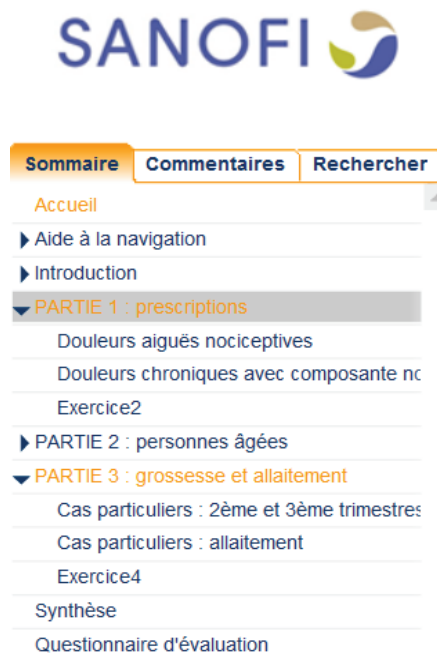 SANOFI
Sommaire Commentaires Rechercher
Accueil
Aide à la navigation
Introduction
PARTIE 1 : prescriptions
Douleurs aiguës nociceptives
Douleurs chroniques avec composante no
Exercice2
PARTIE 2 : personnes âgées
PARTIE 3 : grossesse et allaitement
Cas particuliers : 2ème et 3ème trimestres
Cas particuliers : allaitement
Exercice4
Synthèse
Questionnaire d'évaluation